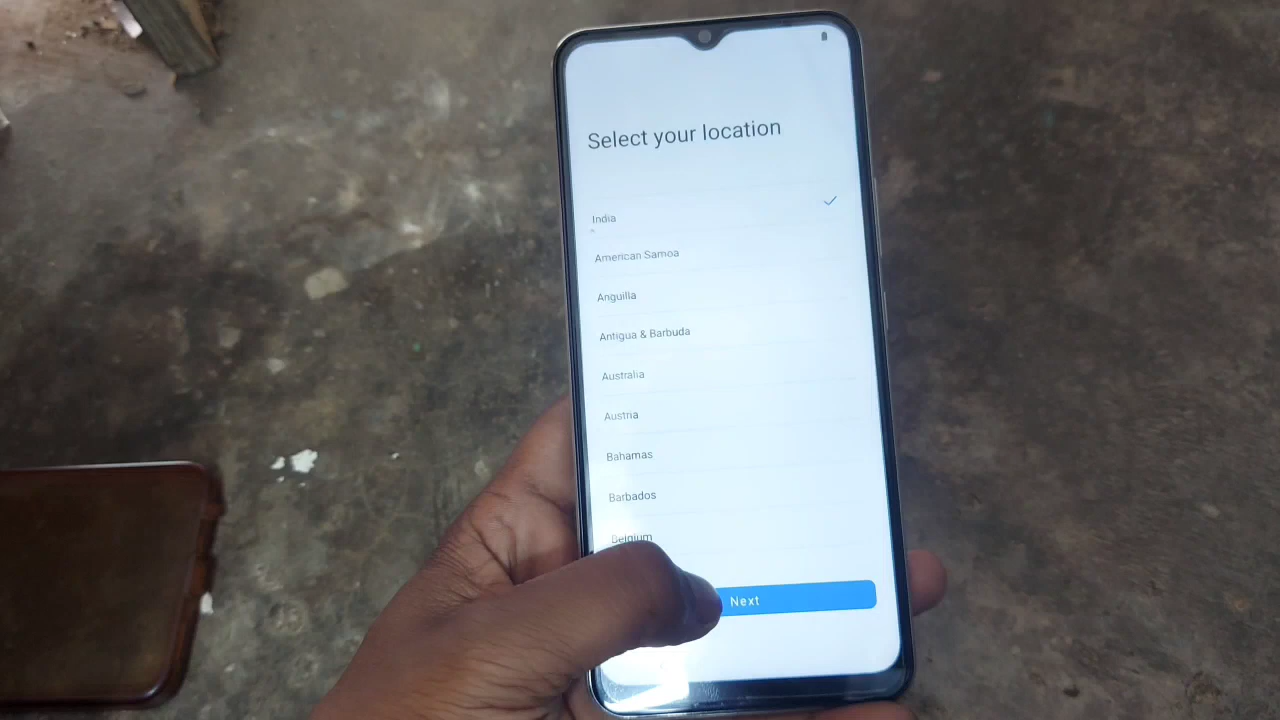 Select your location
India
American Samoa
Anguilla
Antigua & Barbuda
Australia
Austria
Bahamas
Barbados
Belgium
Next